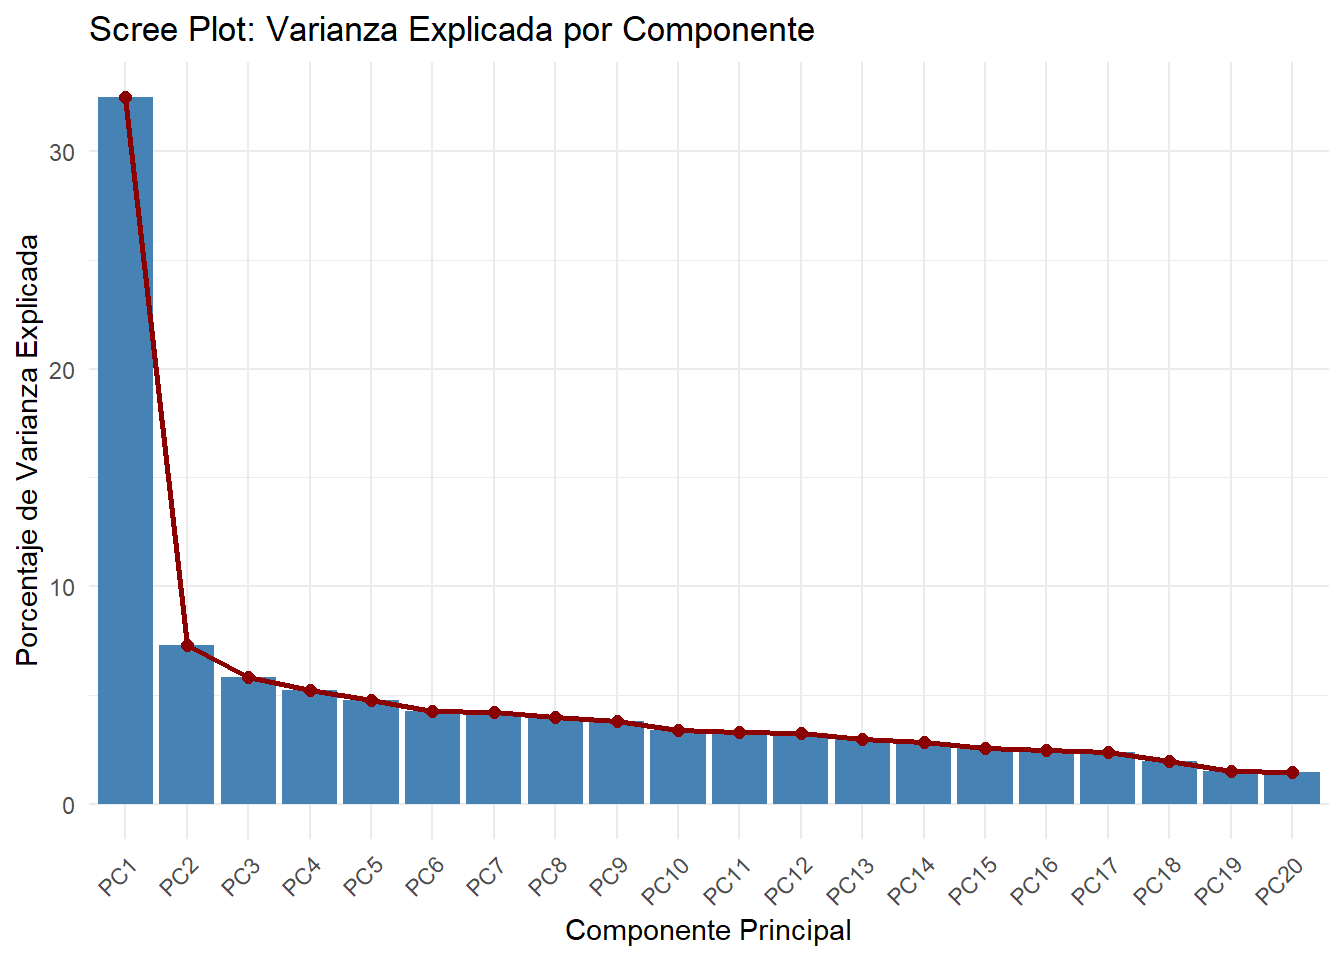 Scree Plot: Varianza Explicada por Componente
Porcentaje de Varianza Explicada
30
20
10
0
PC1 PC2 PC3 PC4 PC5 PC6 PC7 PC8 PC9 PC10 PC11 PC12 PC13 PC14 PC15 PC16 PC17 PC18 PC19 PC20
Componente Principal